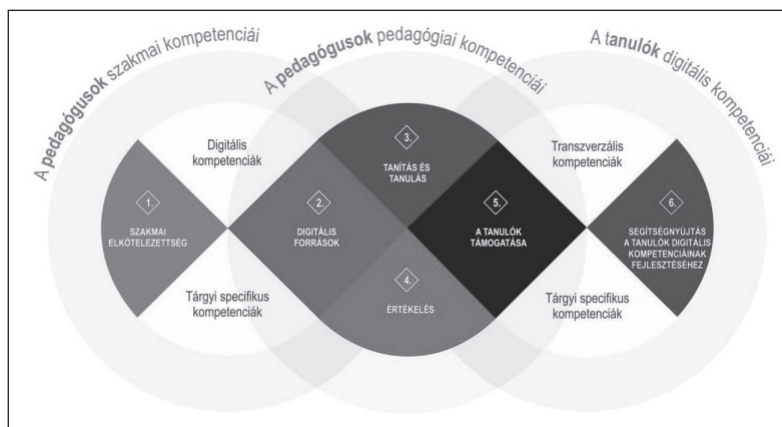 A pedagógusok szakmai kompetenciái
A pedagógusok pedagógiai kompetenciái
A tanulók digitális kompetenciái
Digitális
kompetenciák
1.
SZAKMAI
ELKÖTELEZETTSÉG
Tárgyi specifikus
kompetenciák
2.
DIGITÁLIS
FORRÁSOK
3.
TANÍTÁS ÉS
TANULÁS
4.
ÉRTÉKELÉS
5.
A TANULÓK
TÁMOGATÁSA
Transzverzális
kompetenciák
Tárgyi specifikus
kompetenciák
6.
SEGÍTSÉGNYÚJTÁS
A TANULÓK DIGITÁLIS
KOMPETENCIÁINAK
FEJLESZTÉSÉHEZ